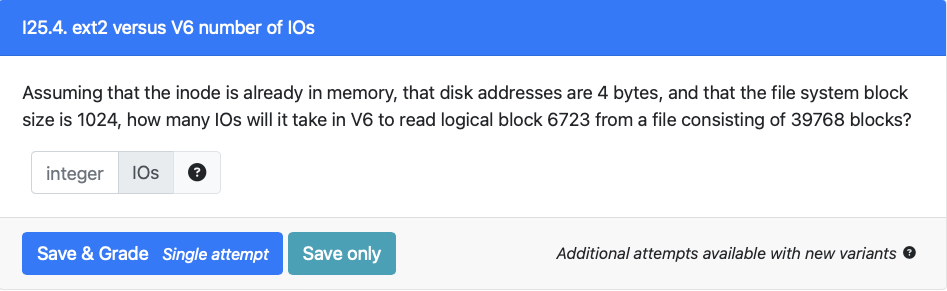 I25.4. ext2 versus V6 number of IOs
Assuming that the inode is already in memory, that disk addresses are 4 bytes, and that the file system block
size is 1024, how many IOs will it take in V6 to read logical block 6723 from a file consisting of 39768 blocks?
integer IOs ?
Save & Grade Single attempt Save only Additional attempts available with new variants ?